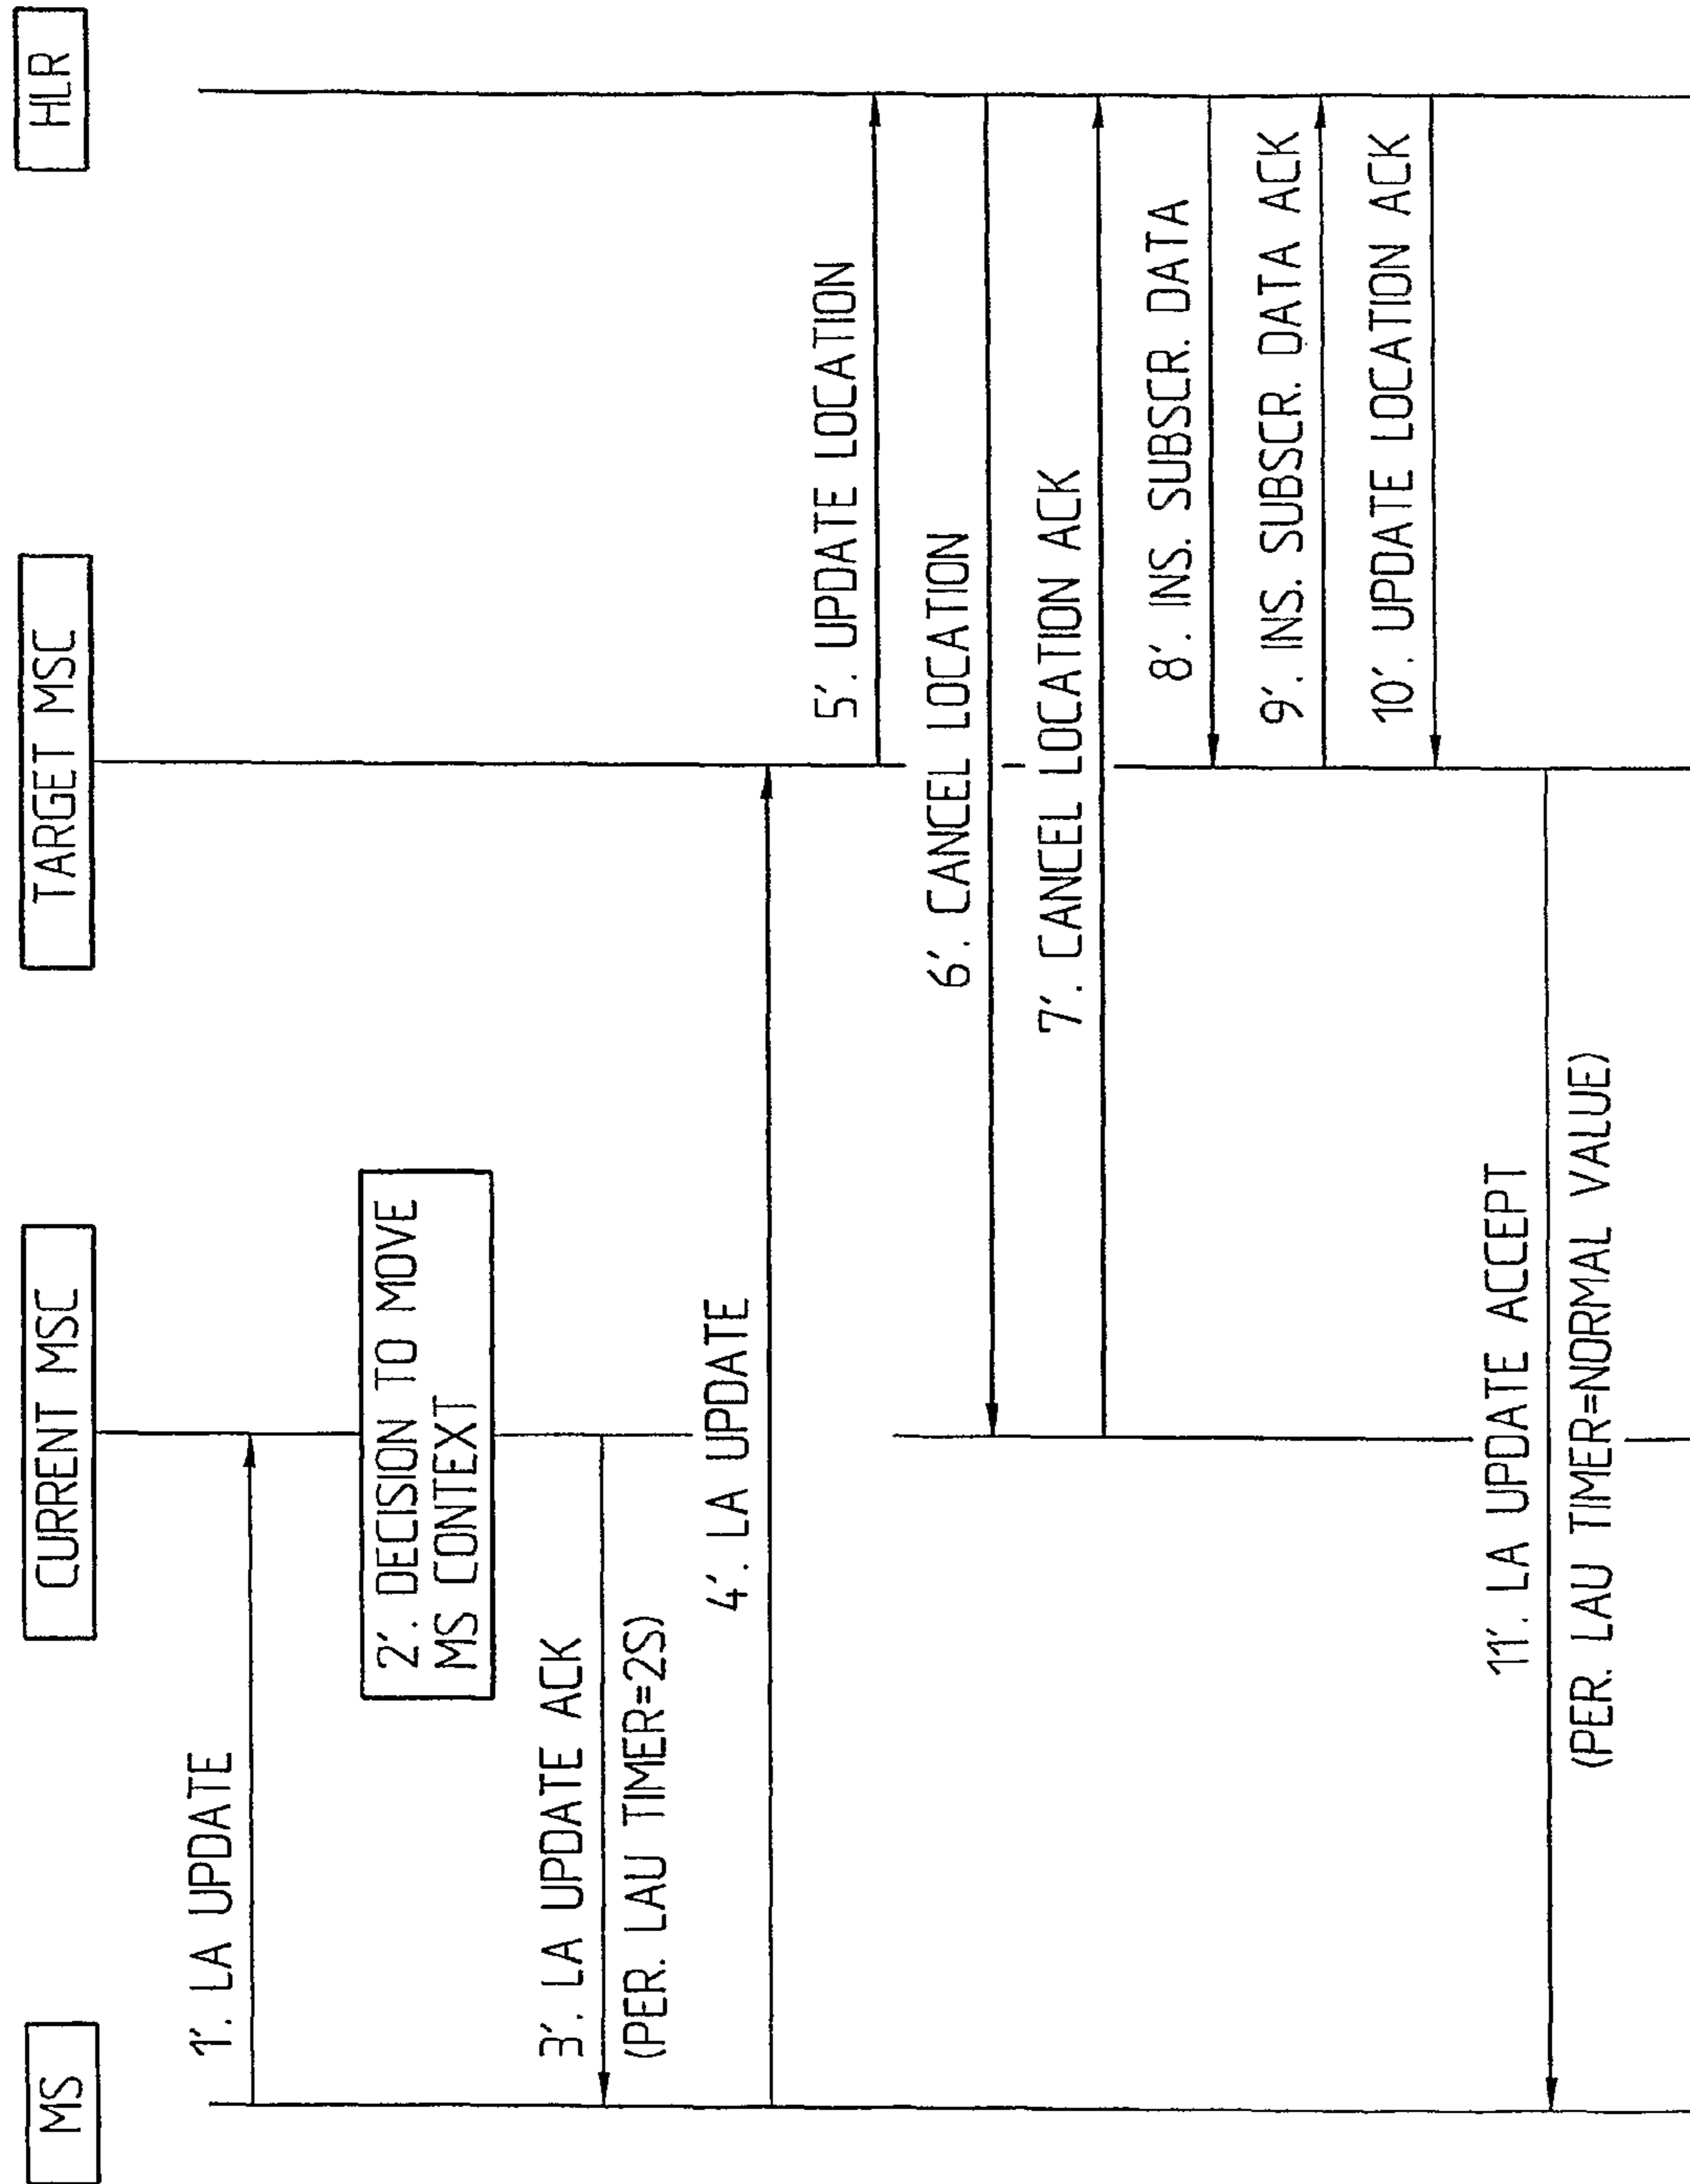 MS
CURRENT MSC
TARGET MSC
HLR
1'. LA UPDATE
2'. DECISION TO MOVE
MS CONTEXT
3'. LA UPDATE ACK
(PER. LAU TIMER=2S)
4'. LA UPDATE
5'. UPDATE LOCATION
6'. CANCEL LOCATION
7'. CANCEL LOCATION ACK
8'. INS. SUBSCR. DATA
9'. INS. SUBSCR. DATA ACK
10'. UPDATE LOCATION ACK
11'. LA UPDATE ACCEPT
(PER. LAU TIMER=NORMAL VALUE)